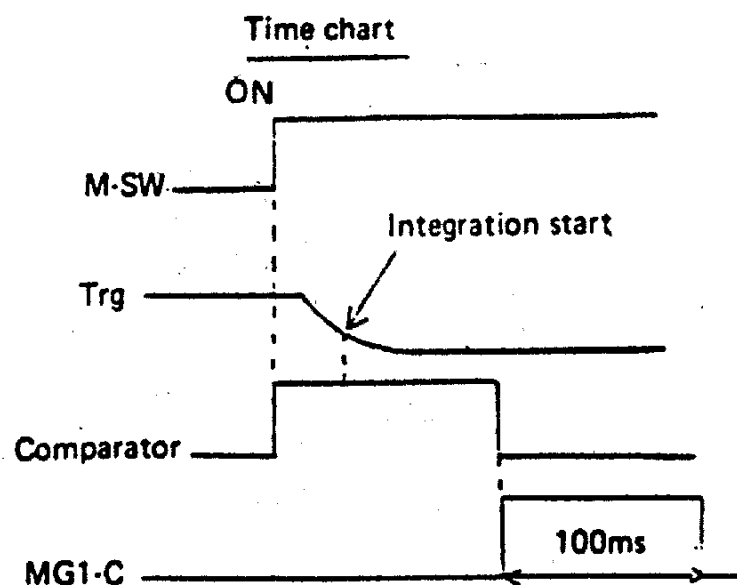 Time chart
ON
M·SW
Integration start
Trg
Comparator
100ms
MG1·C